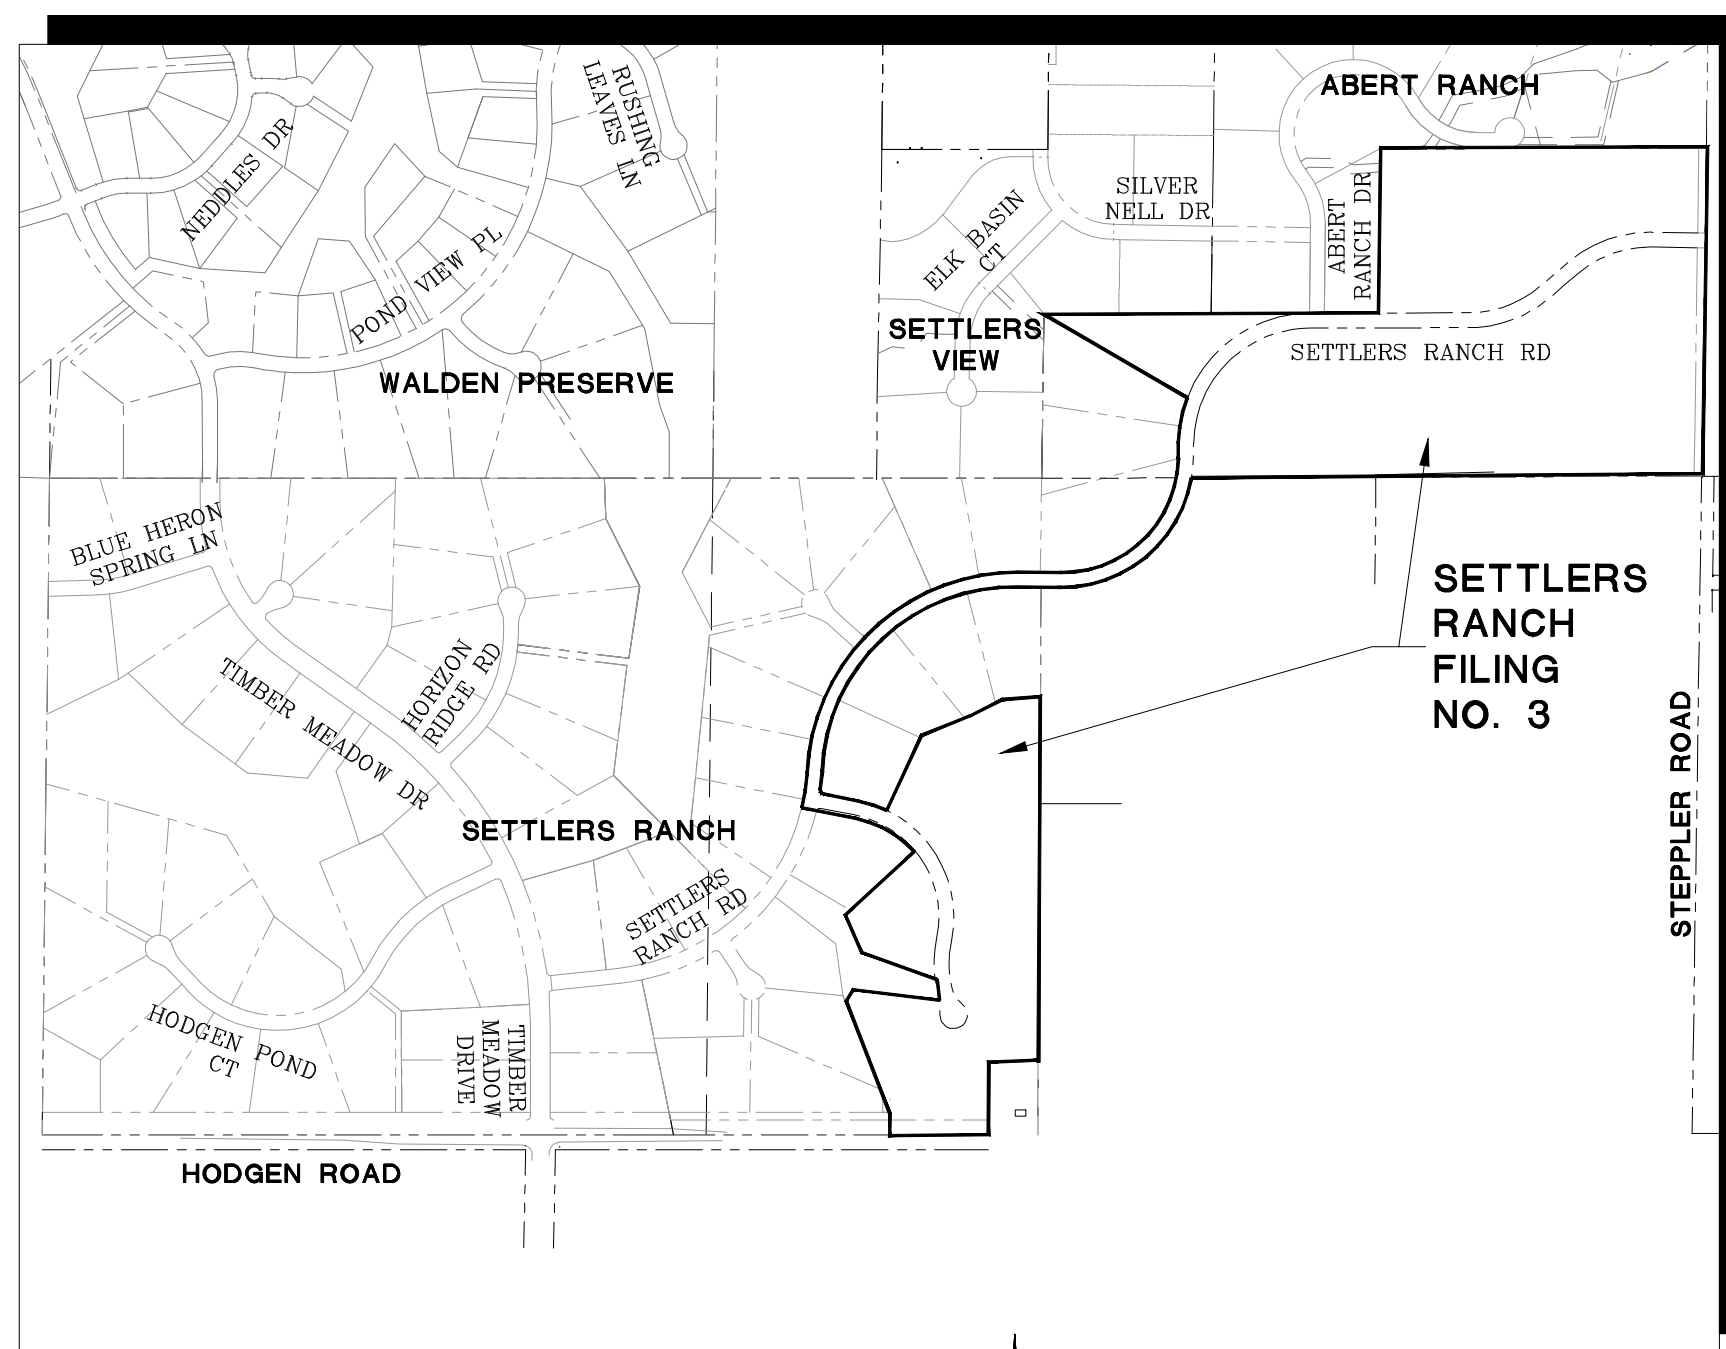 RUSHING
LEAVES LN
ABERT RANCH
NEDDLES DR
SILVER
NELL DR
ELK BASIN
CT
ABERT
RANCH DR
POND VIEW PL
SETTLERS
VIEW
SETTLERS RANCH RD
WALDEN PRESERVE
BLUE HERON
SPRING LN
SETTLERS
RANCH
FILING
NO. 3
HORIZON
RIDGE RD
TIMBER MEADOW DR
STEPPLER ROAD
SETTLERS RANCH
SETTLERS
RANCH RD
HODGEN POND
CT
TIMBER
MEADOW
DRIVE
HODGEN ROAD